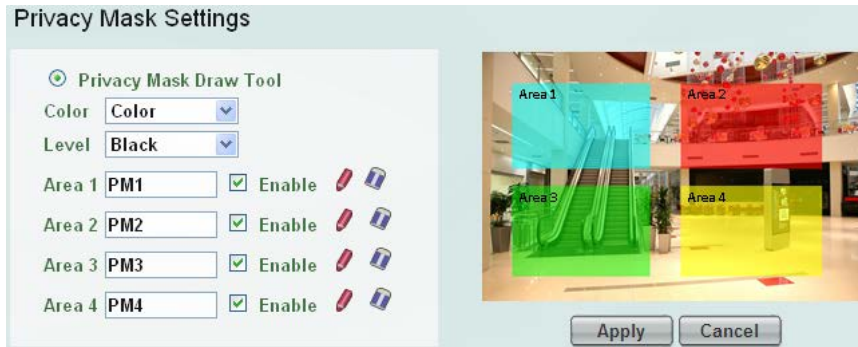 Privacy Mask Settings
Privacy Mask Draw Tool
Color Color
Level Black
Area 1 PM1 Enable
Area 2 PM2 Enable
Area 3 PM3 Enable
Area 4 PM4 Enable
Area 1 Area 2
Area 3 Area 4
Apply Cancel